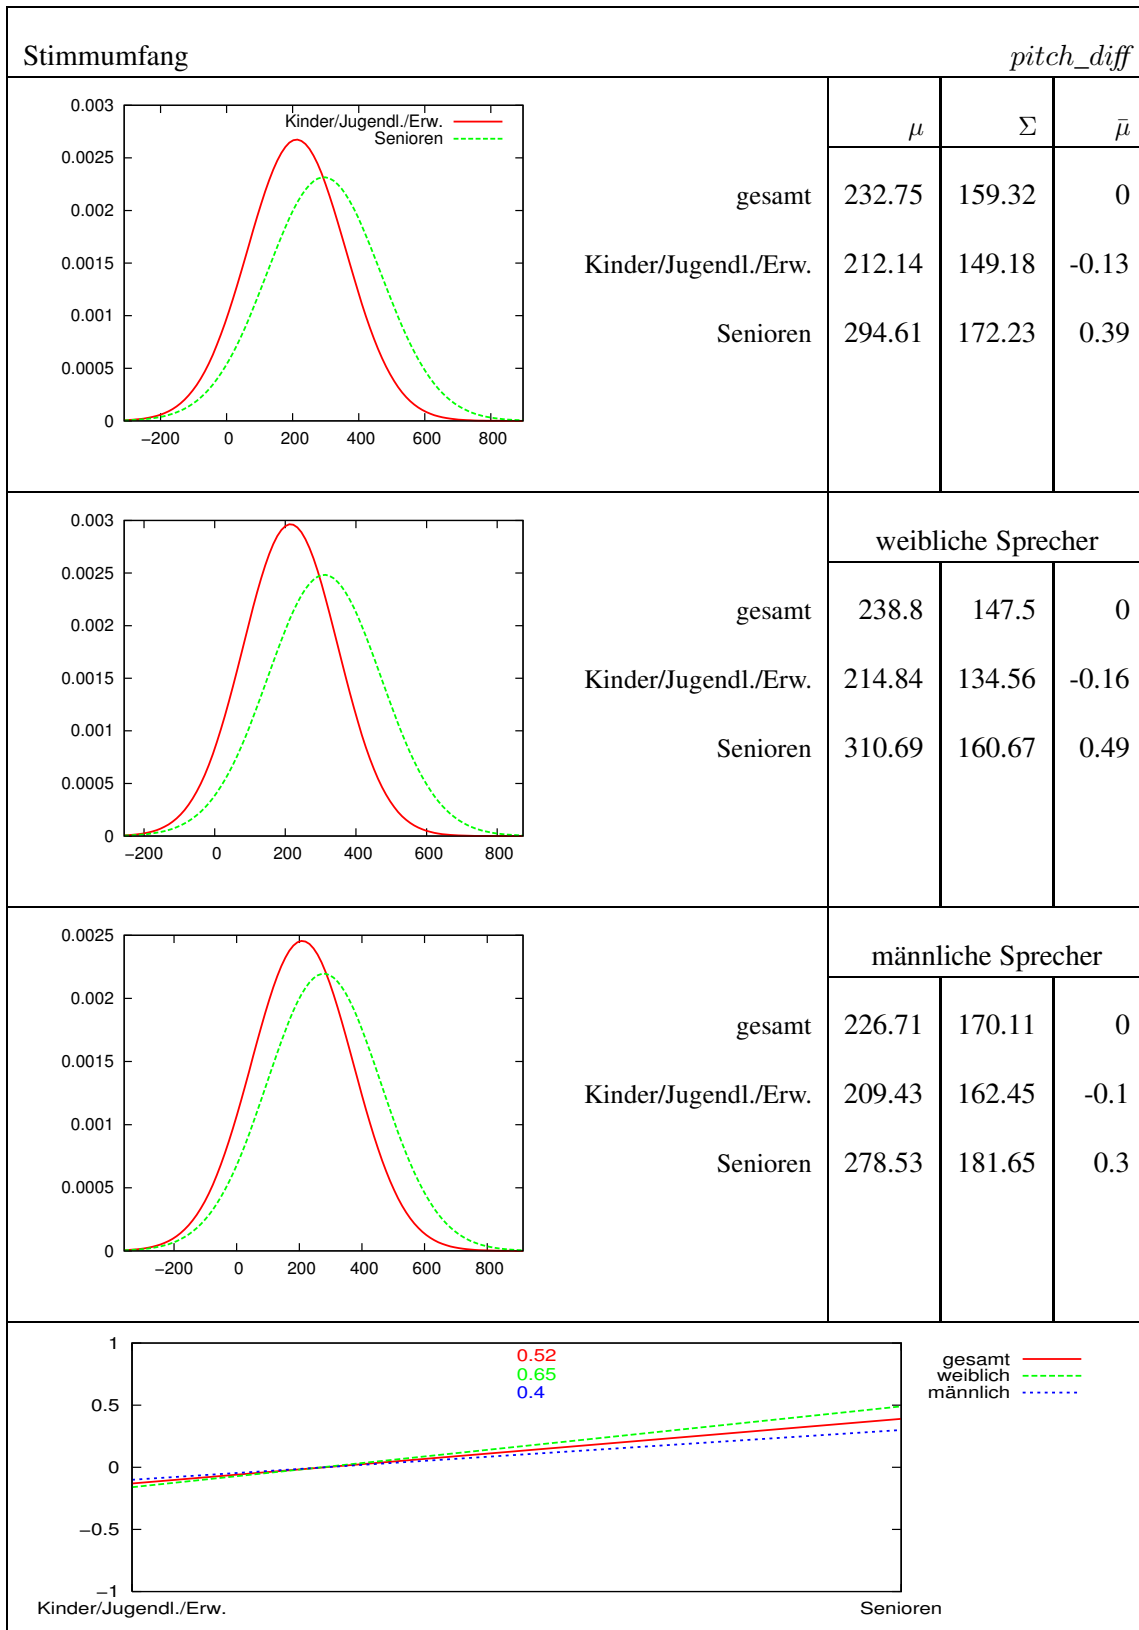 Stimmumfang pitch_diff
0.003
0.0025
0.002
0.0015
0.001
0.0005
0
−200 0 200 400 600 800
Kinder/Jugendl./Erw.
Senioren
μ Σ μ̄
gesamt 232.75 159.32 0
Kinder/Jugendl./Erw. 212.14 149.18 -0.13
Senioren 294.61 172.23 0.39
0.003
0.0025
0.002
0.0015
0.001
0.0005
0
−200 0 200 400 600 800
weibliche Sprecher
gesamt 238.8 147.5 0
Kinder/Jugendl./Erw. 214.84 134.56 -0.16
Senioren 310.69 160.67 0.49
0.0025
0.002
0.0015
0.001
0.0005
0
−200 0 200 400 600 800
männliche Sprecher
gesamt 226.71 170.11 0
Kinder/Jugendl./Erw. 209.43 162.45 -0.1
Senioren 278.53 181.65 0.3
1
0.5
0
−0.5
−1
0.52
0.65
0.4
gesamt
weiblich
männlich
Kinder/Jugendl./Erw. Senioren